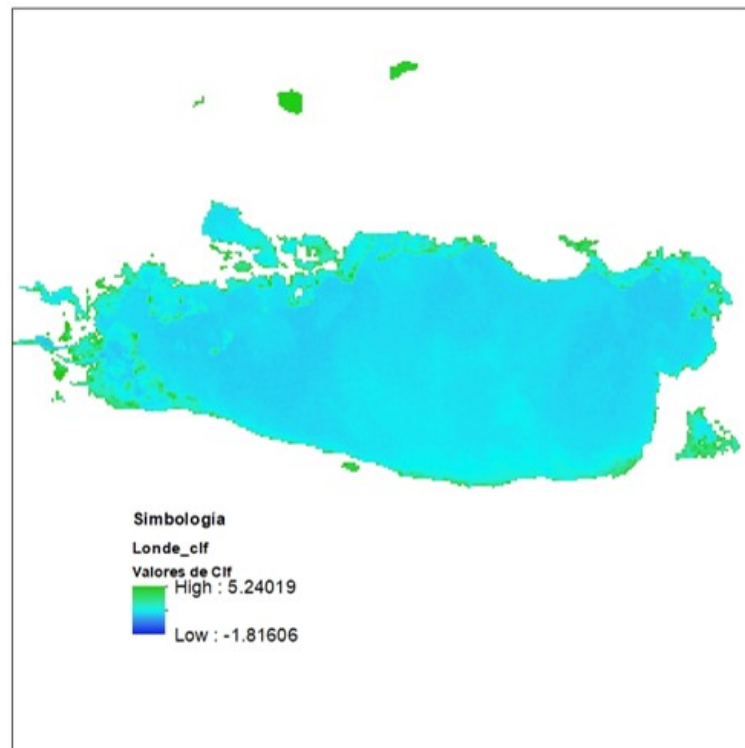 Simbología
Londe_clf
Valores de Clf
High : 5.24019
Low : -1.81606